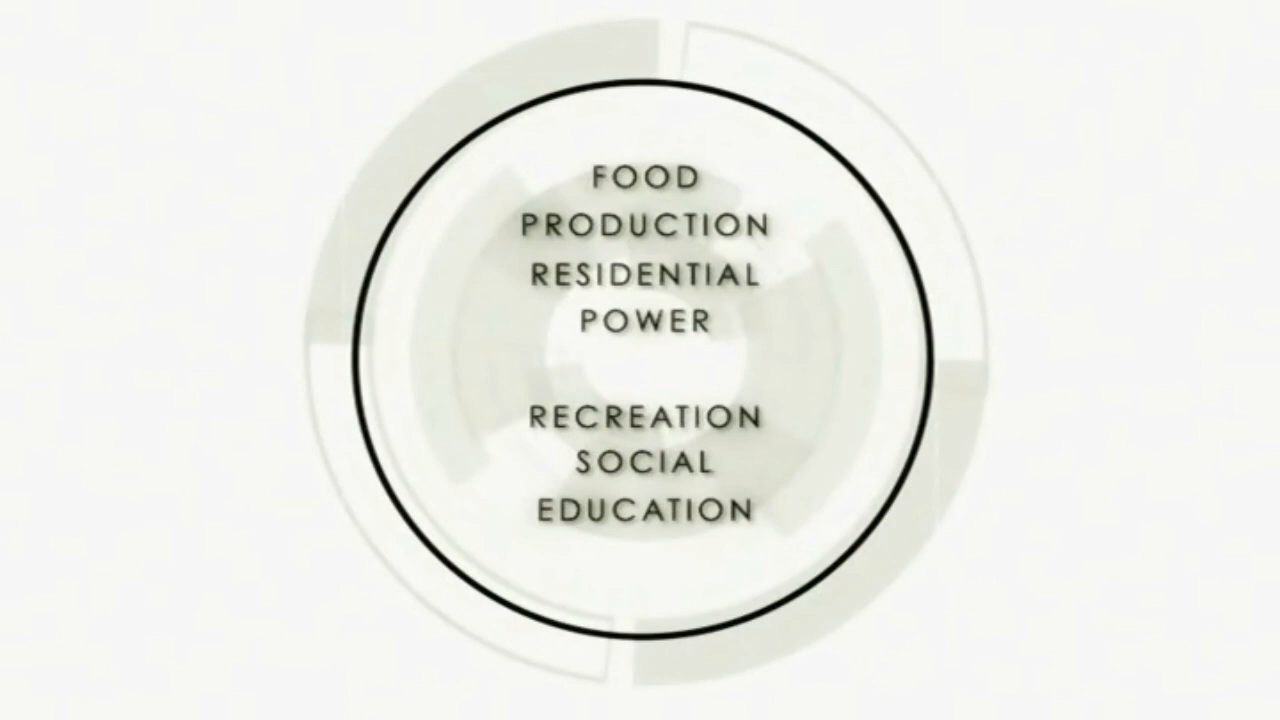 FOOD
PRODUCTION
RESIDENTIAL
POWER
RECREATION
SOCIAL
EDUCATION